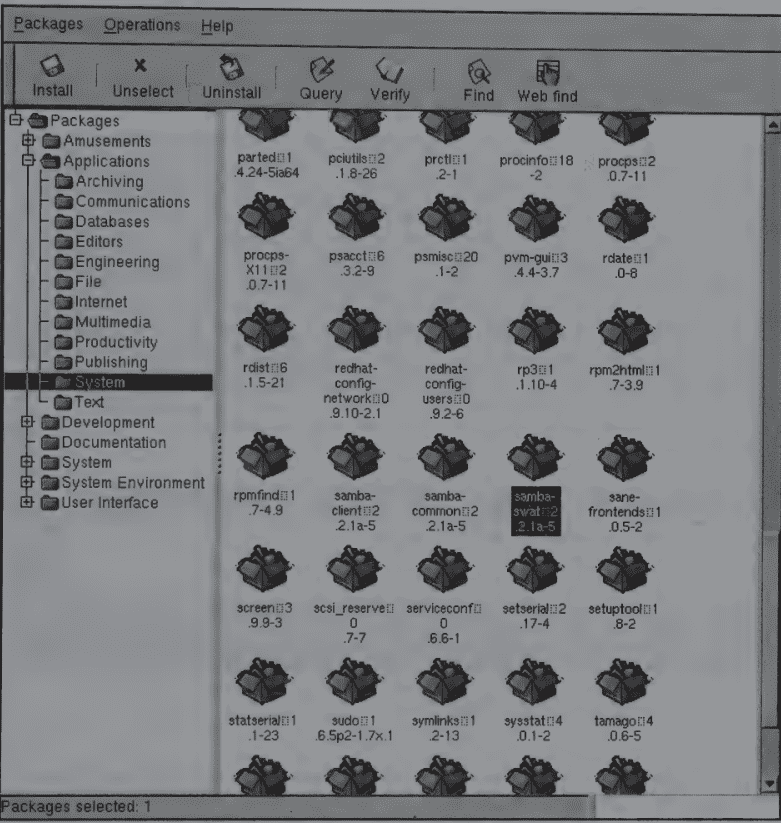 Packages Operations Help
Install Unselect Uninstall Query Verify Find Web find
Packages
Amusements
Applications
Archiving
Communications
Databases
Editors
Engineering
File
Internet
Multimedia
Productivity
Publishing
System
Text
Development
Documentation
System
System Environment
User Interface
parted 1 pciutils 2 prctl 1 procinfo 18 procps 2
.4.24-5ia64 .1.8-26 .2-1 -2 .0.7-11
procps- psacct 6 psmisc 20 pvm-gui 3 rdate 1
X11 2 .3.2-9 .1-2 .4.4-3.7 .0-8
.0.7-11
rdist 6 redhat- redhat- rp3 1 rpm2html 1
.1.5-21 config- config- .1.10-4 .7-3.9
network 0 users 0
.9.10-2.1 .9.2-6
rpmfind 1 samba- samba- samba- sane-
.7-4.9 client 2 common 2 swat 2 frontends 1
.2.1a-5 .2.1a-5 .2.1a-5 .0.5-2
screen 3 scsi_reserve serviceconf setserial 2 setuptool 1
.9.9-3 0 0 .17-4 .8-2
.7-7 .6.6-1
statserial 1 sudo 1 symlinks 1 sysstat 4 tamago 4
.1-23 .6.5p2-1.7x.1 .2-13 .0.1-2 .0.6-5
Packages selected: 1